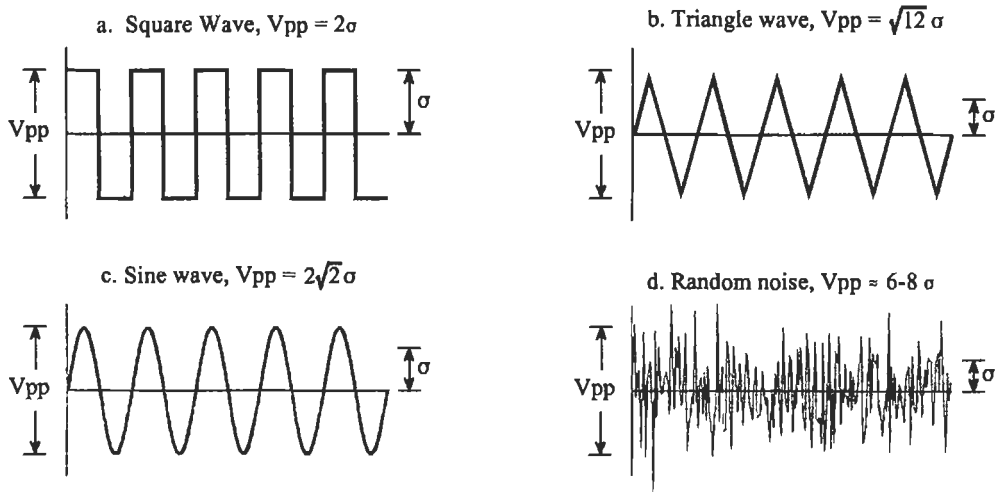 a. Square Wave, Vpp = 2σ
Vpp
σ
b. Triangle wave, Vpp = √12 σ
Vpp
σ
c. Sine wave, Vpp = 2√2 σ
Vpp
σ
d. Random noise, Vpp ≈ 6-8 σ
Vpp
σ